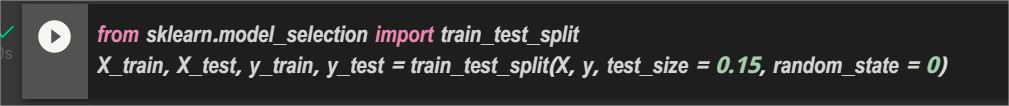 from sklearn.model_selection import train_test_split
X_train, X_test, y_train, y_test = train_test_split(X, y, test_size = 0.15, random_state = 0)